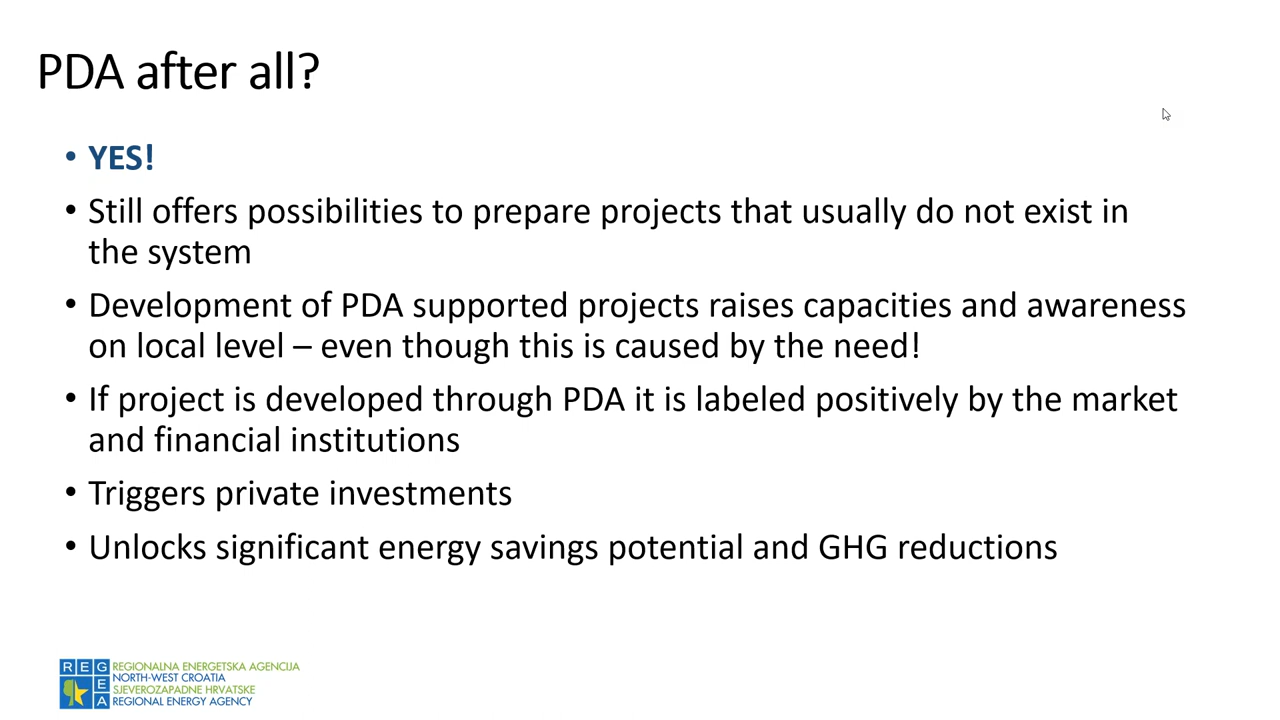 PDA after all?
• YES!
• Still offers possibilities to prepare projects that usually do not exist in
the system
• Development of PDA supported projects raises capacities and awareness
on local level – even though this is caused by the need!
• If project is developed through PDA it is labeled positively by the market
and financial institutions
• Triggers private investments
• Unlocks significant energy savings potential and GHG reductions
REG
E
A
REGIONALNA ENERGETSKA AGENCIJA
NORTH-WEST CROATIA
SJEVEROZAPADNE HRVATSKE
REGIONAL ENERGY AGENCY